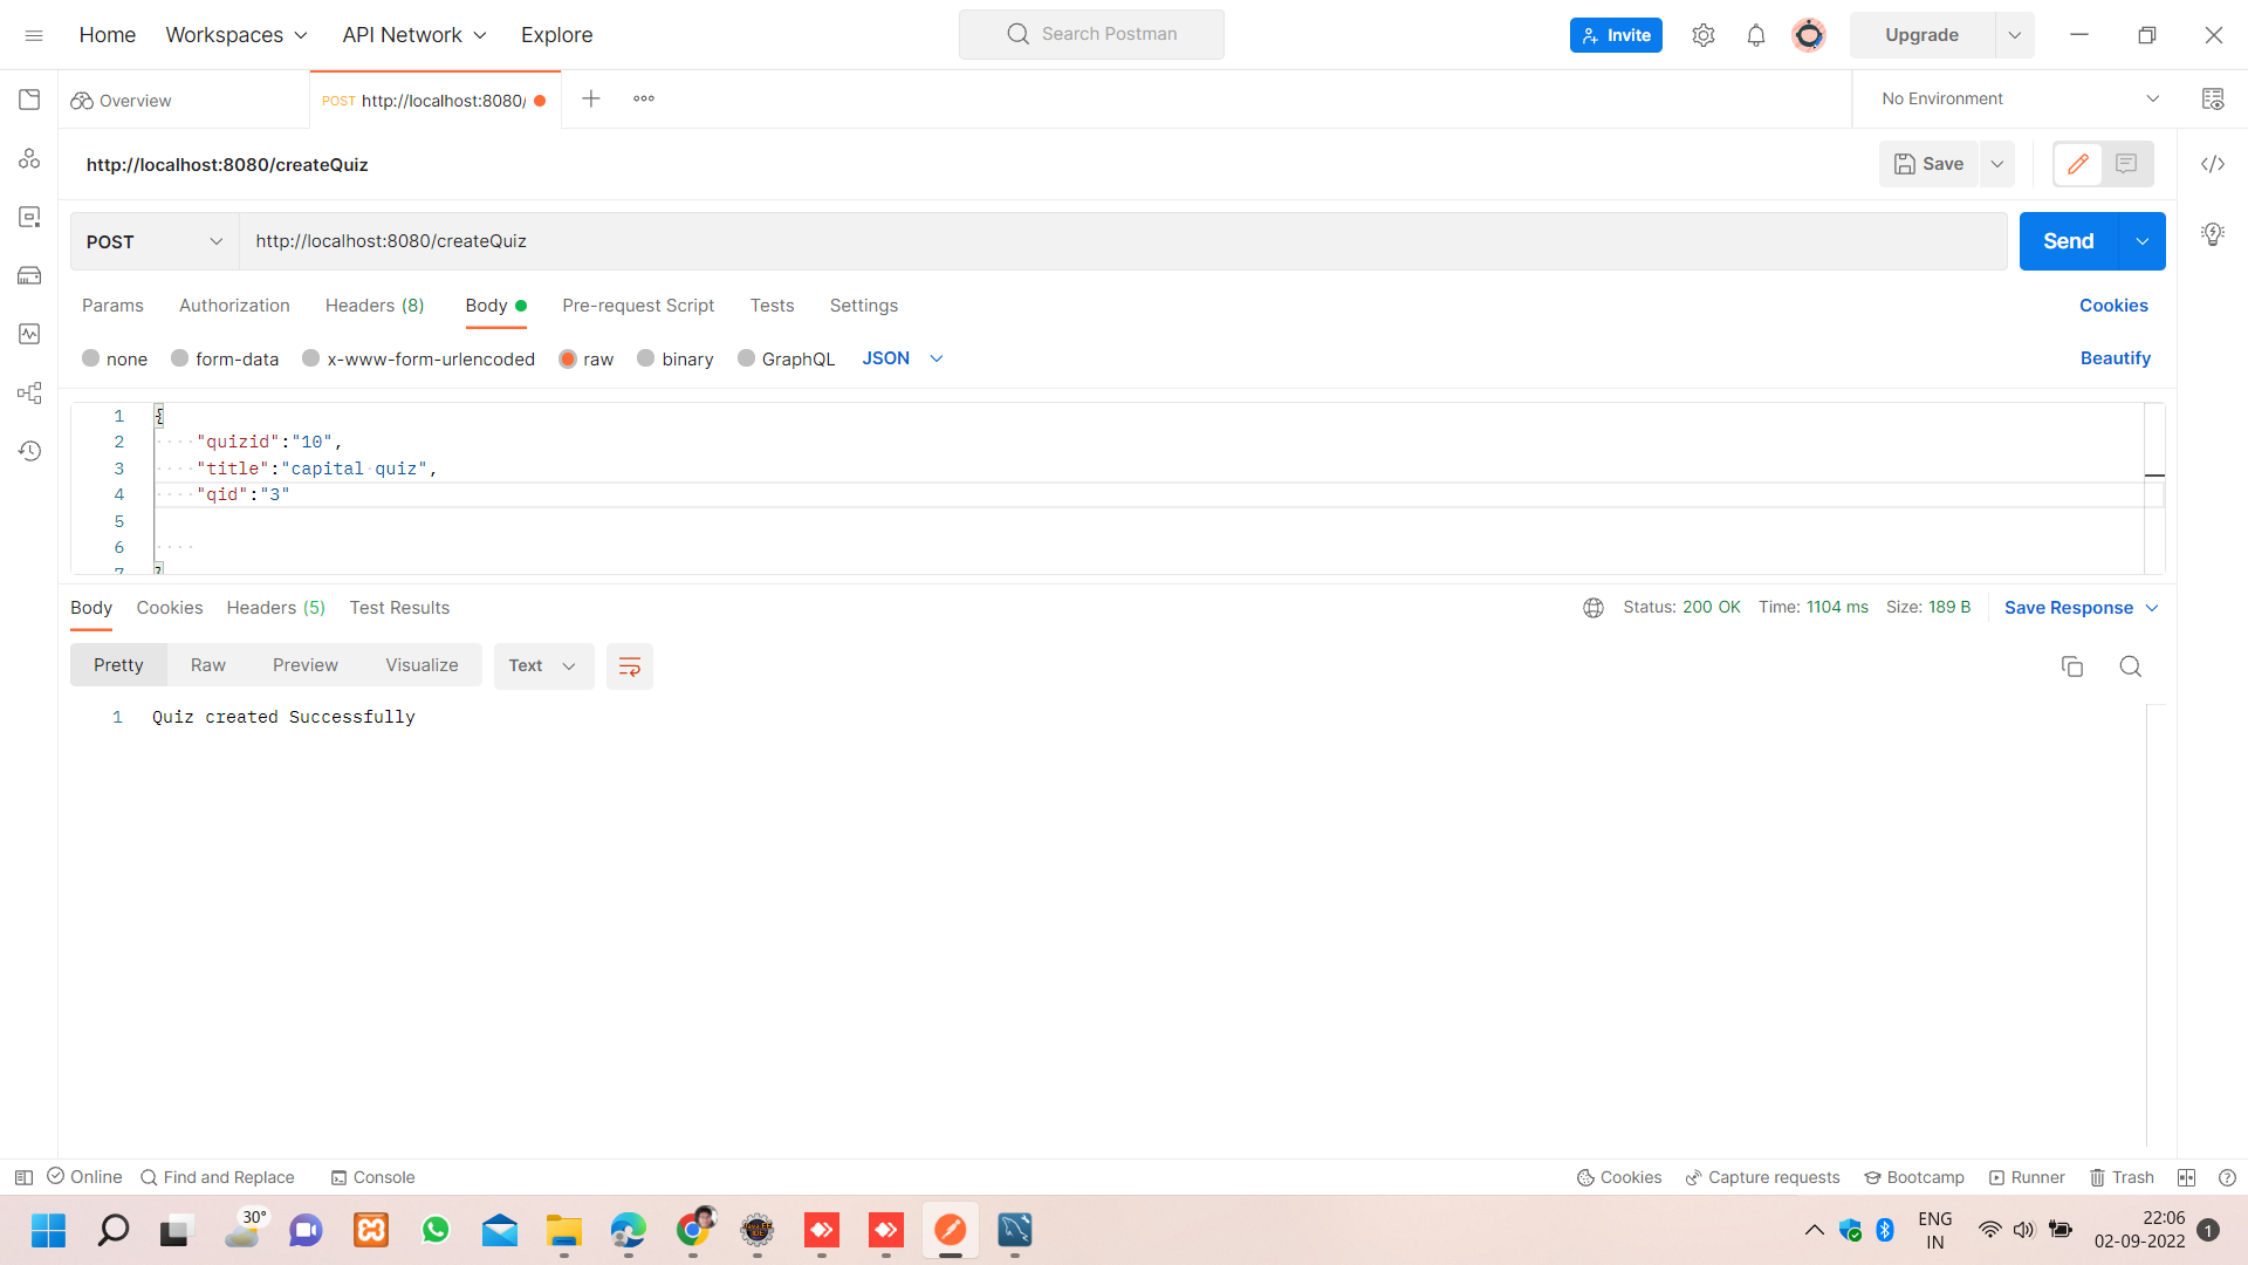 Home Workspaces API Network Explore Search Postman Invite Upgrade
Overview POST http://localhost:8080/ No Environment
http://localhost:8080/createQuiz Save
POST http://localhost:8080/createQuiz Send
Params Authorization Headers (8) Body Pre-request Script Tests Settings Cookies
none form-data x-www-form-urlencoded raw binary GraphQL JSON Beautify
1 {
2 "quizid":"10",
3 "title":"capital quiz",
4 "qid":"3"
5
6
7 }
Body Cookies Headers (5) Test Results Status: 200 OK Time: 1104 ms Size: 189 B Save Response
Pretty Raw Preview Visualize Text
1 Quiz created Successfully
Online Find and Replace Console Cookies Capture requests Bootcamp Runner Trash
30° ENG 22:06
IN 02-09-2022 1